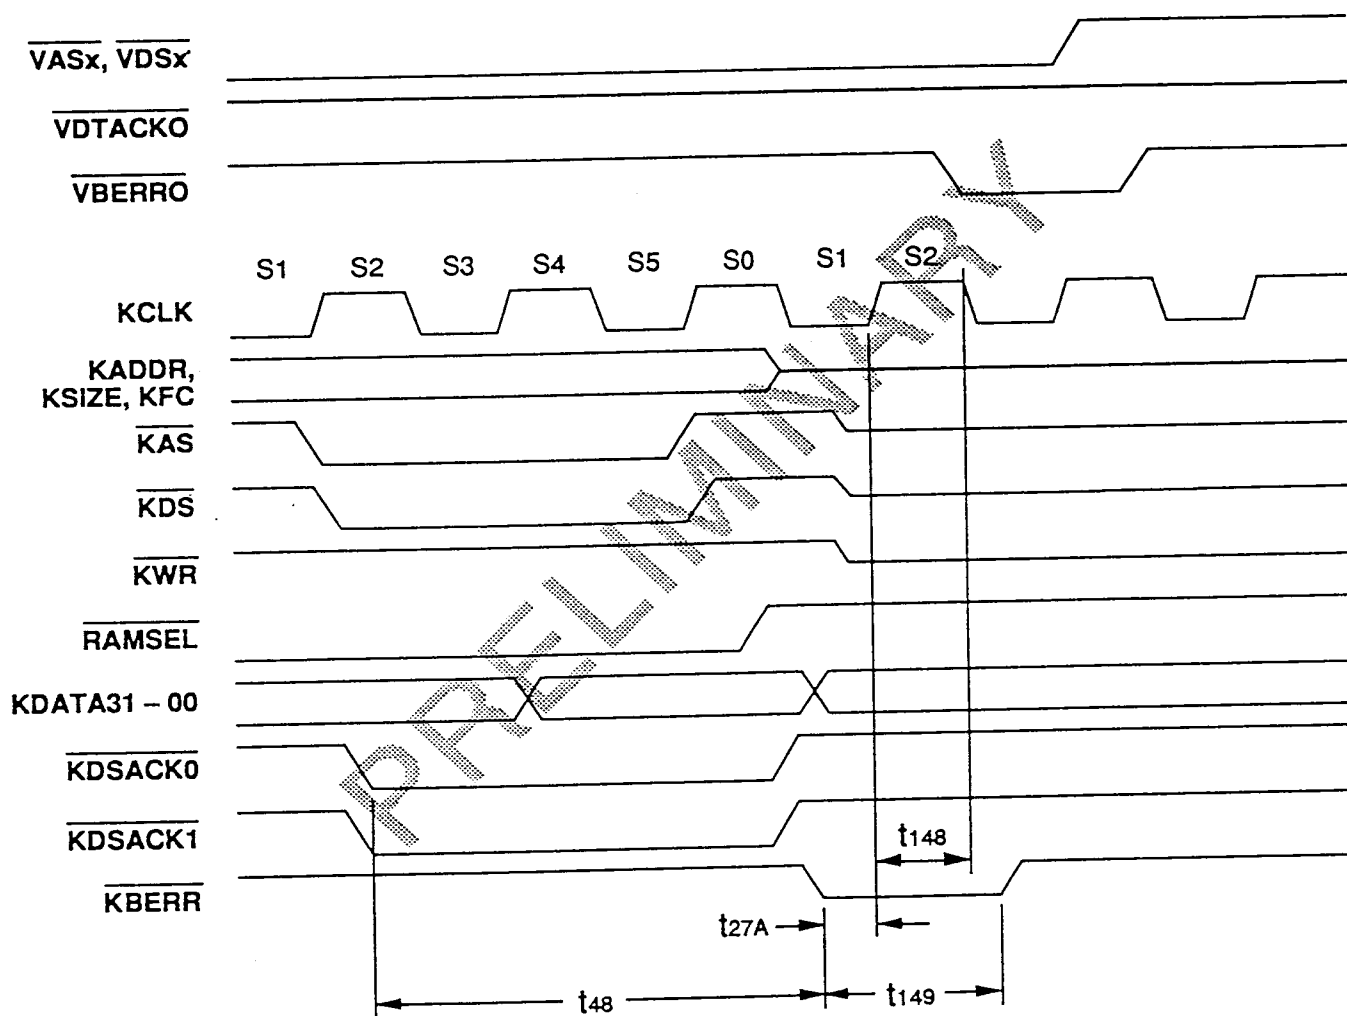 VASx, VDSx
VDTACKO
VBERRO
S1 S2 S3 S4 S5 S0 S1 S2
KCLK
KADDR,
KSIZE, KFC
KAS
KDS
KWR
RAMSEL
KDATA31 – 00
KDSACK0
KDSACK1
t148
KBERR
t27A
t48
t149
PRELIMINARY